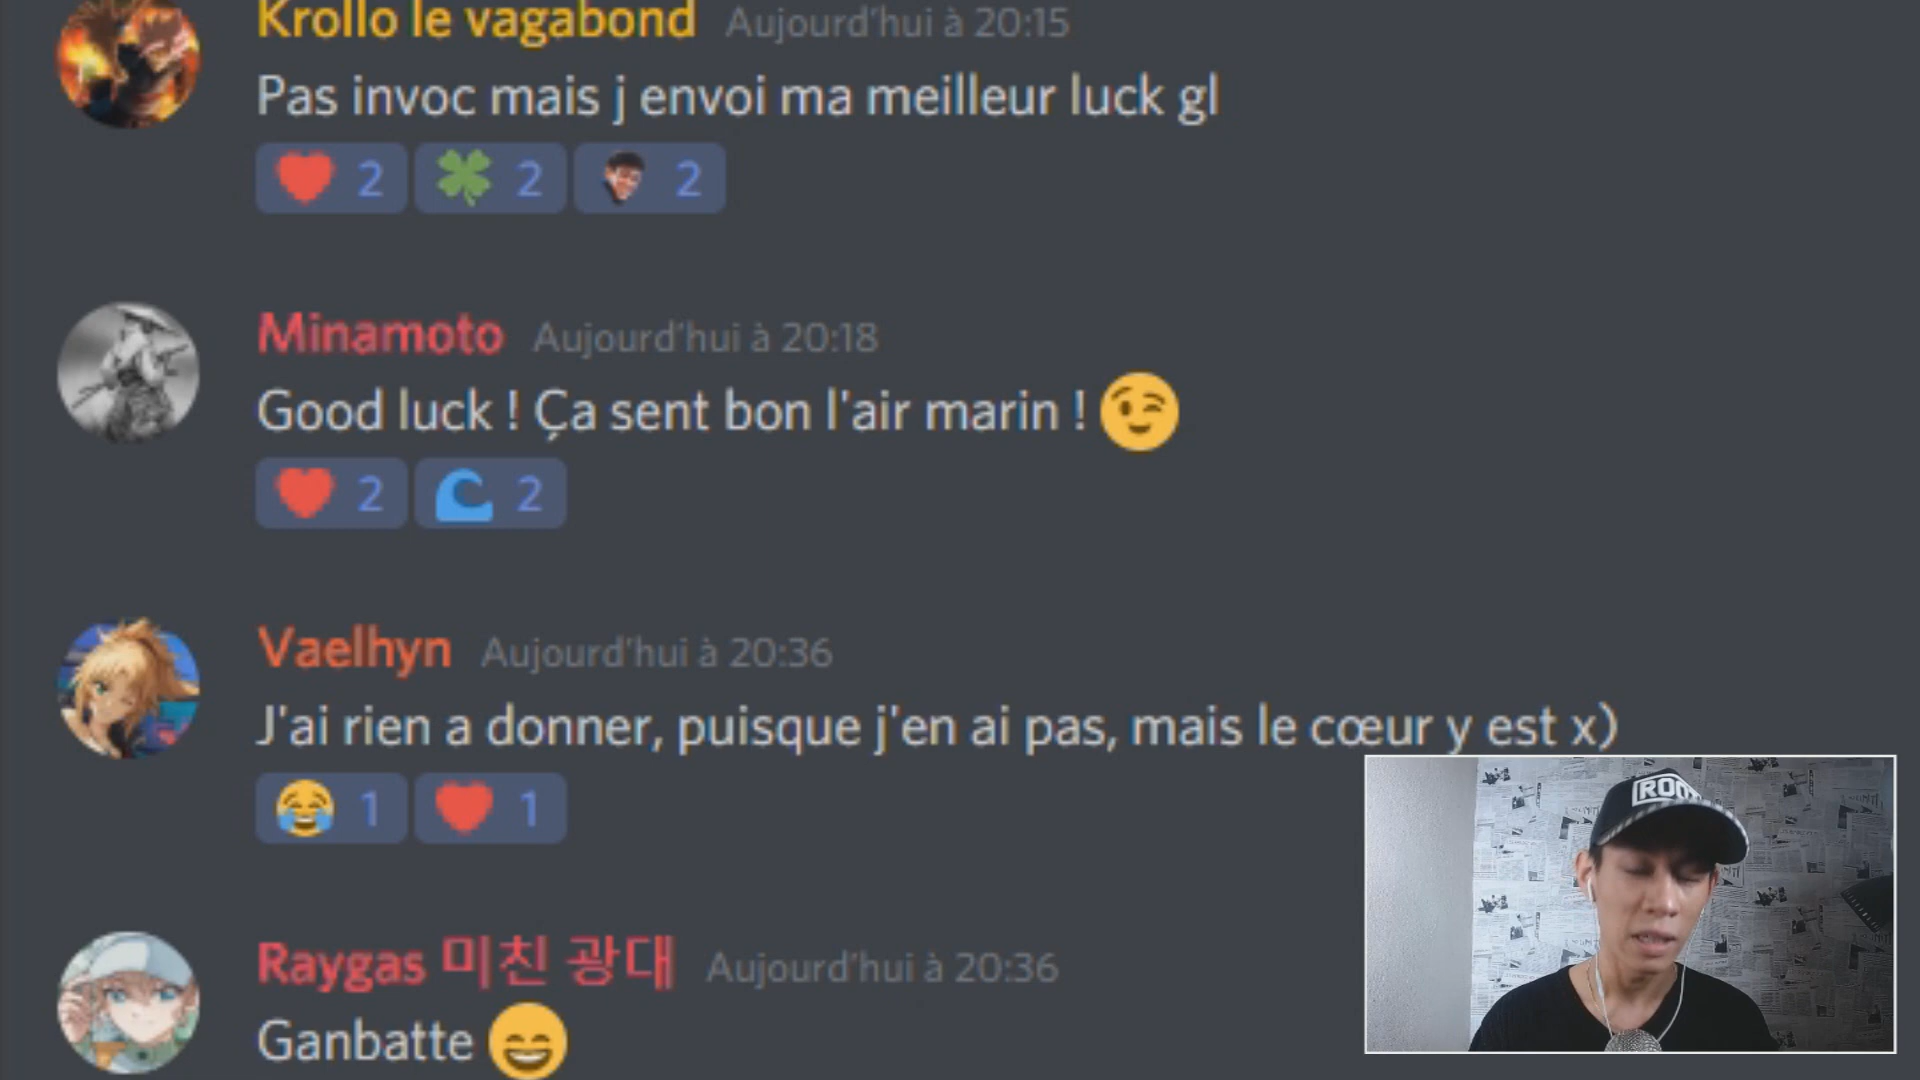 Krollo le vagabond Aujourd'hui à 20:15
Pas invoc mais j envoi ma meilleur luck gl
2 2 2
Minamoto Aujourd'hui à 20:18
Good luck ! Ça sent bon l'air marin !
2 2
Vaelhyn Aujourd'hui à 20:36
J'ai rien a donner, puisque j'en ai pas, mais le cœur y est x)
1 1
Raygas 미친 광대 Aujourd'hui à 20:36
Ganbatte